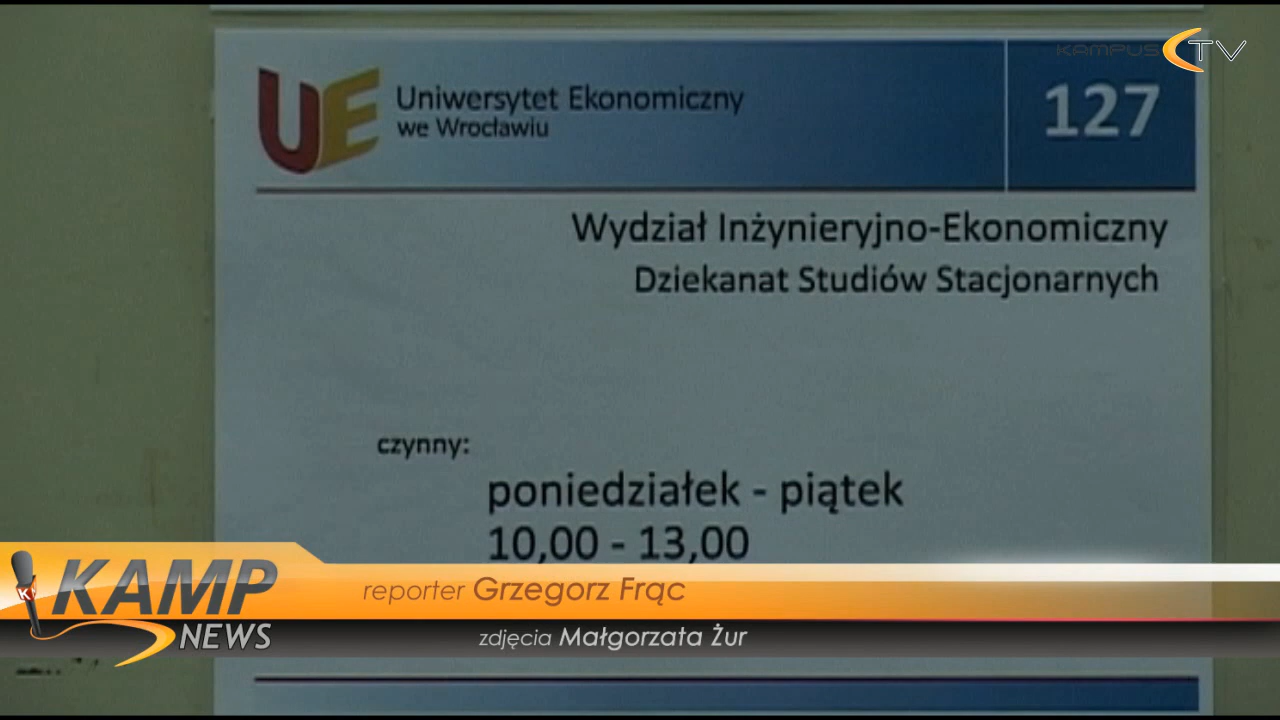 KAMPUS TV
UE Uniwersytet Ekonomiczny
we Wrocławiu
127
Wydział Inżynieryjno-Ekonomiczny
Dziekanat Studiów Stacjonarnych
czynny:
poniedziałek - piątek
10,00 - 13,00
KAMP
NEWS
reporter Grzegorz Frąc
zdjęcia Małgorzata Żur